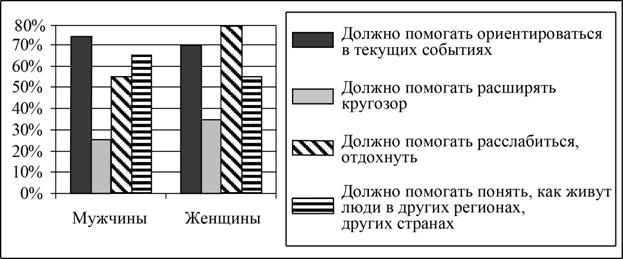 80%
70%
60%
50%
40%
30%
20%
10%
0%
Мужчины
Женщины
Должно помогать ориентироваться
в текущих событиях
Должно помогать расширять
кругозор
Должно помогать расслабиться,
отдохнуть
Должно помогать понять, как живут
люди в других регионах,
других странах